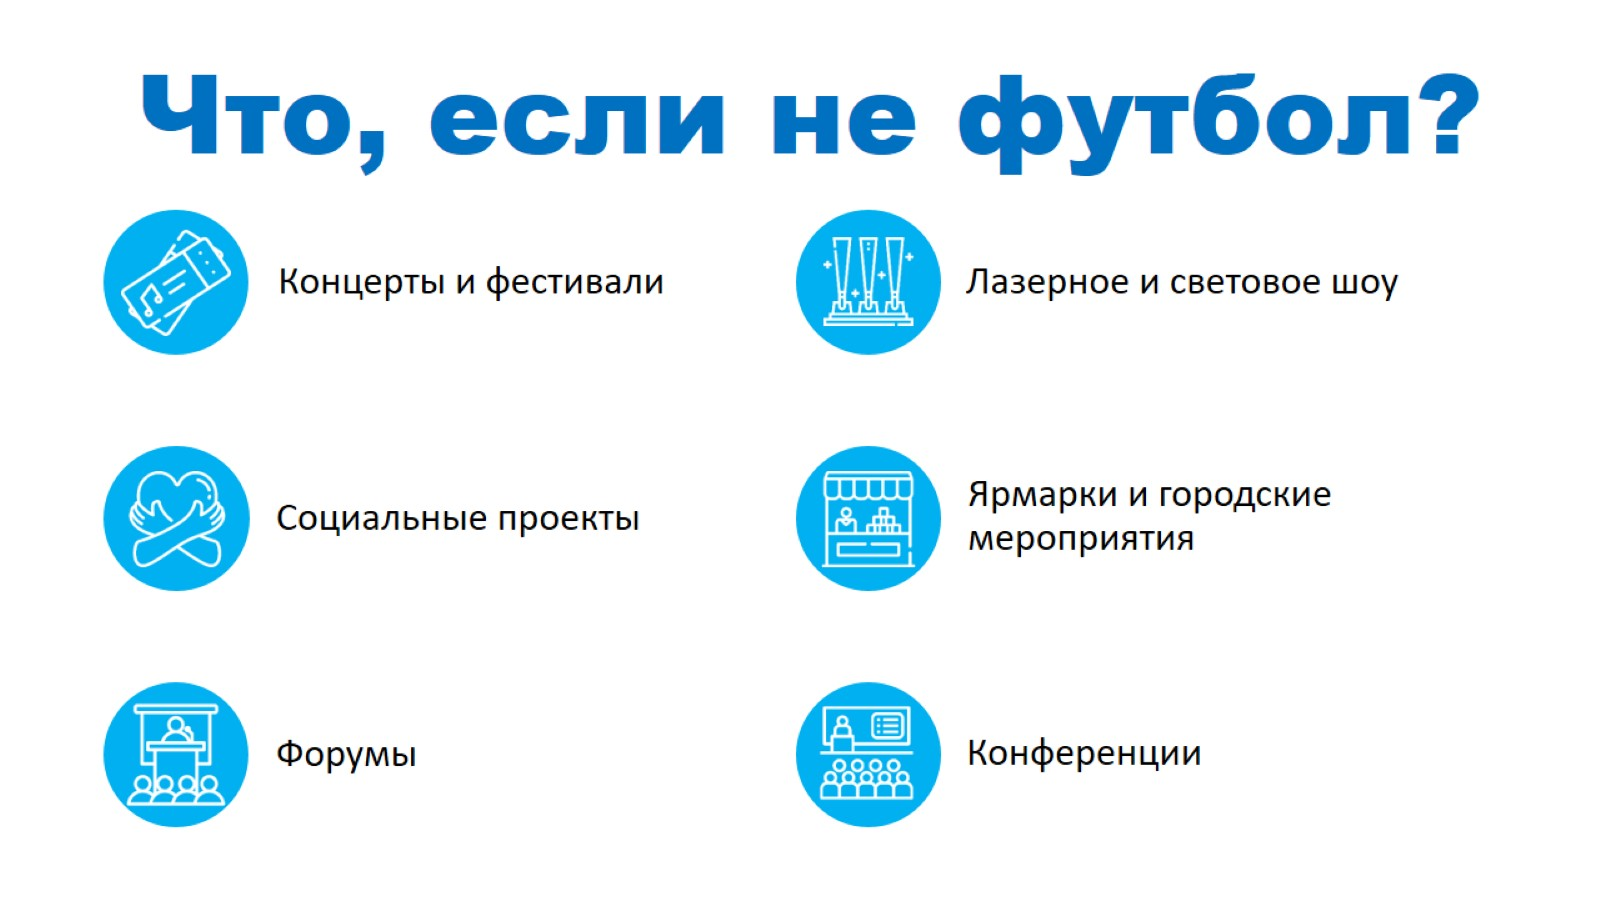 Что, если не футбол?
Концерты и фестивали
Лазерное и световое шоу
Социальные проекты
Ярмарки и городские
мероприятия
Форумы
Конференции